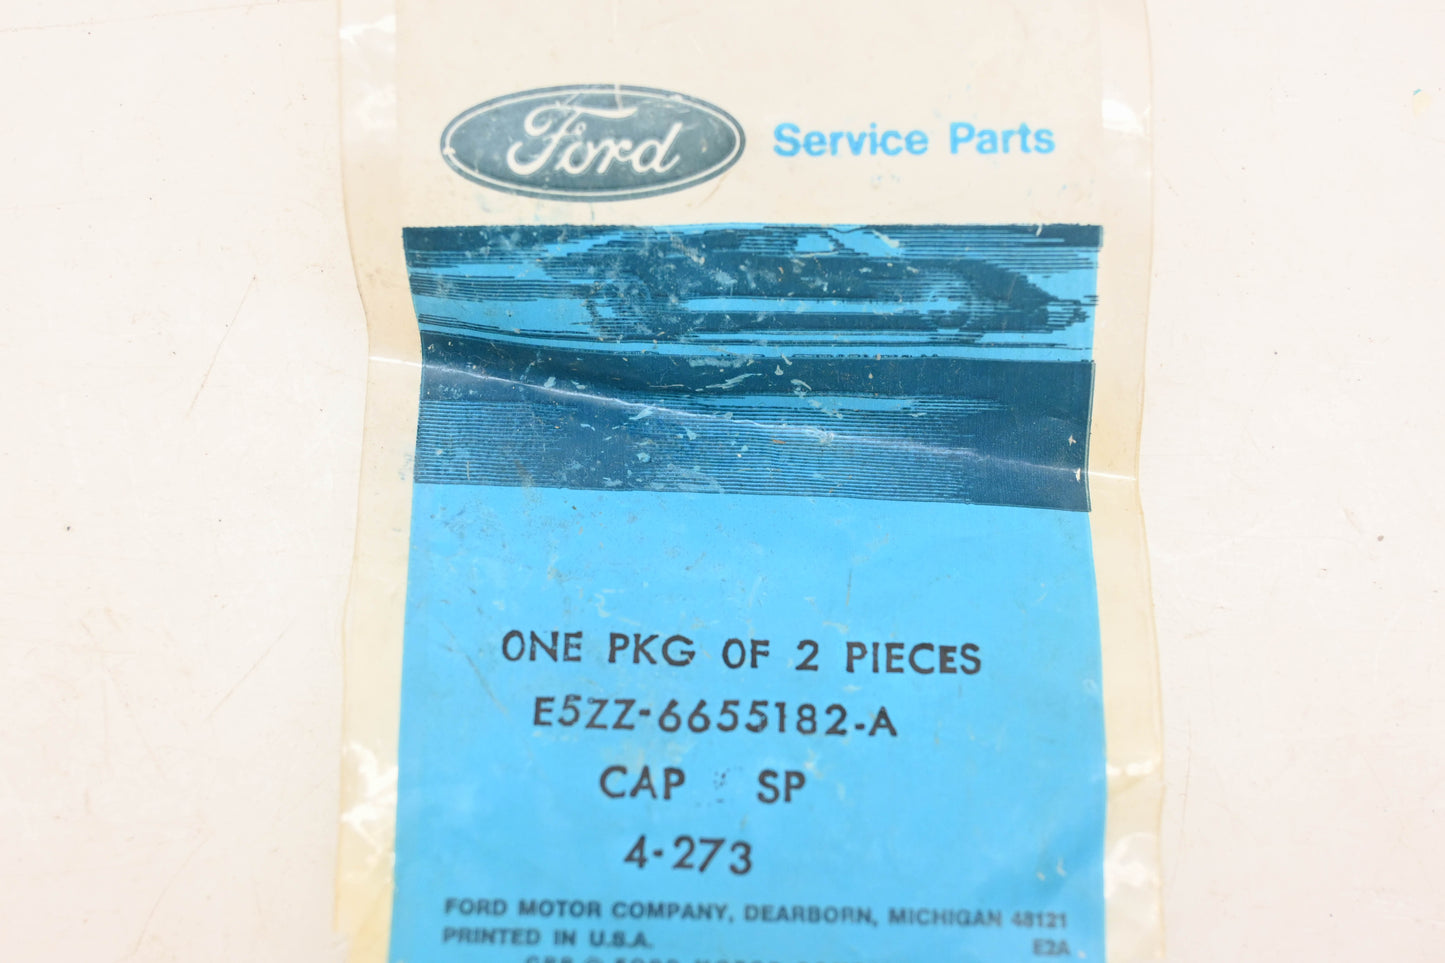 Ford Service Parts
ONE PKG OF 2 PIECES
E5ZZ-6655182-A
CAP SP
4-273
FORD MOTOR COMPANY, DEARBORN, MICHIGAN 48121
PRINTED IN U.S.A. E2A